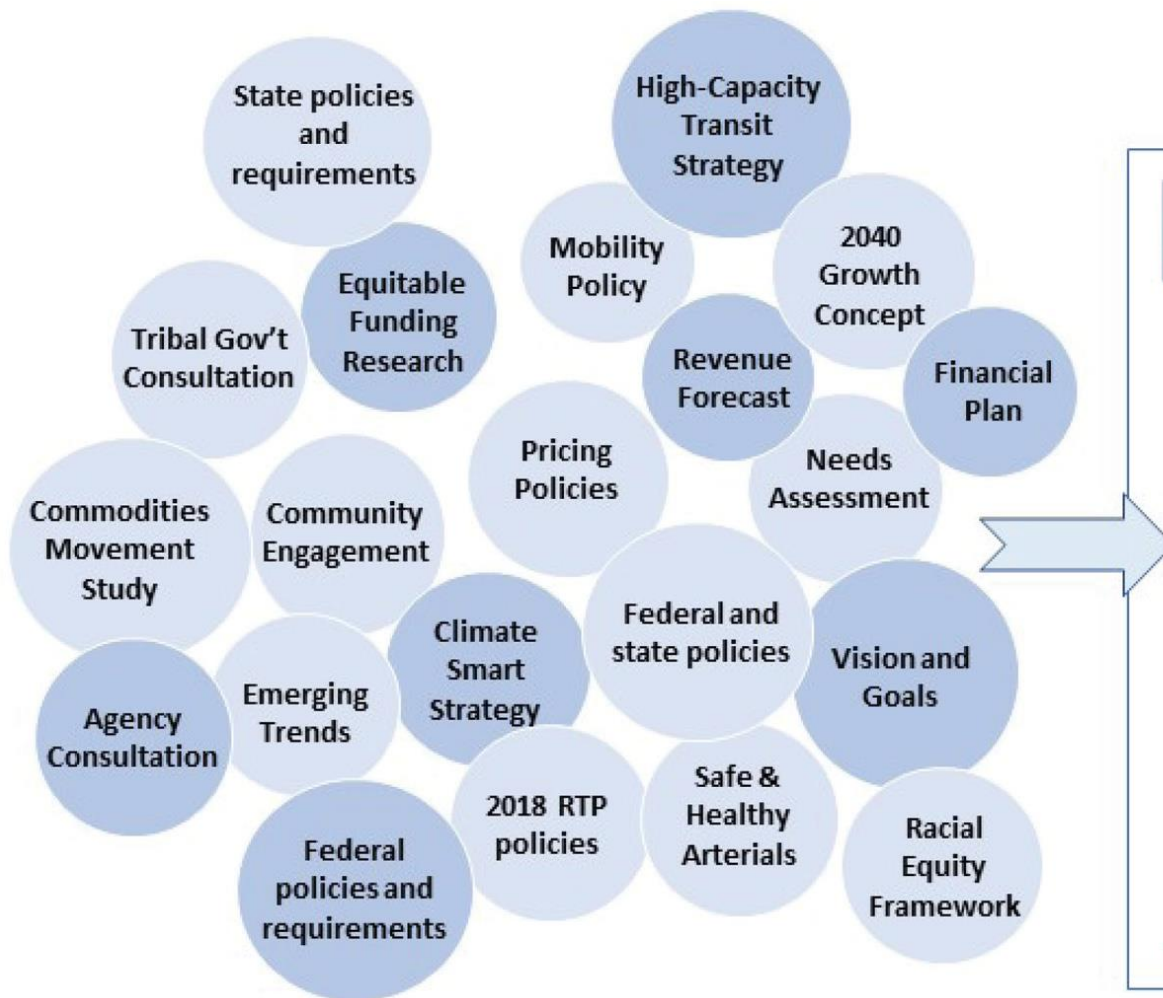 State policies
and
requirements
High-Capacity
Transit
Strategy
Mobility
Policy
2040
Growth
Concept
Equitable
Funding
Research
Tribal Gov’t
Consultation
Revenue
Forecast
Financial
Plan
Pricing
Policies
Needs
Assessment
Commodities
Movement
Study
Community
Engagement
Climate
Smart
Strategy
Federal and
state policies
Vision and
Goals
Agency
Consultation
Emerging
Trends
2018 RTP
policies
Safe &
Healthy
Arterials
Racial
Equity
Framework
Federal
policies and
requirements